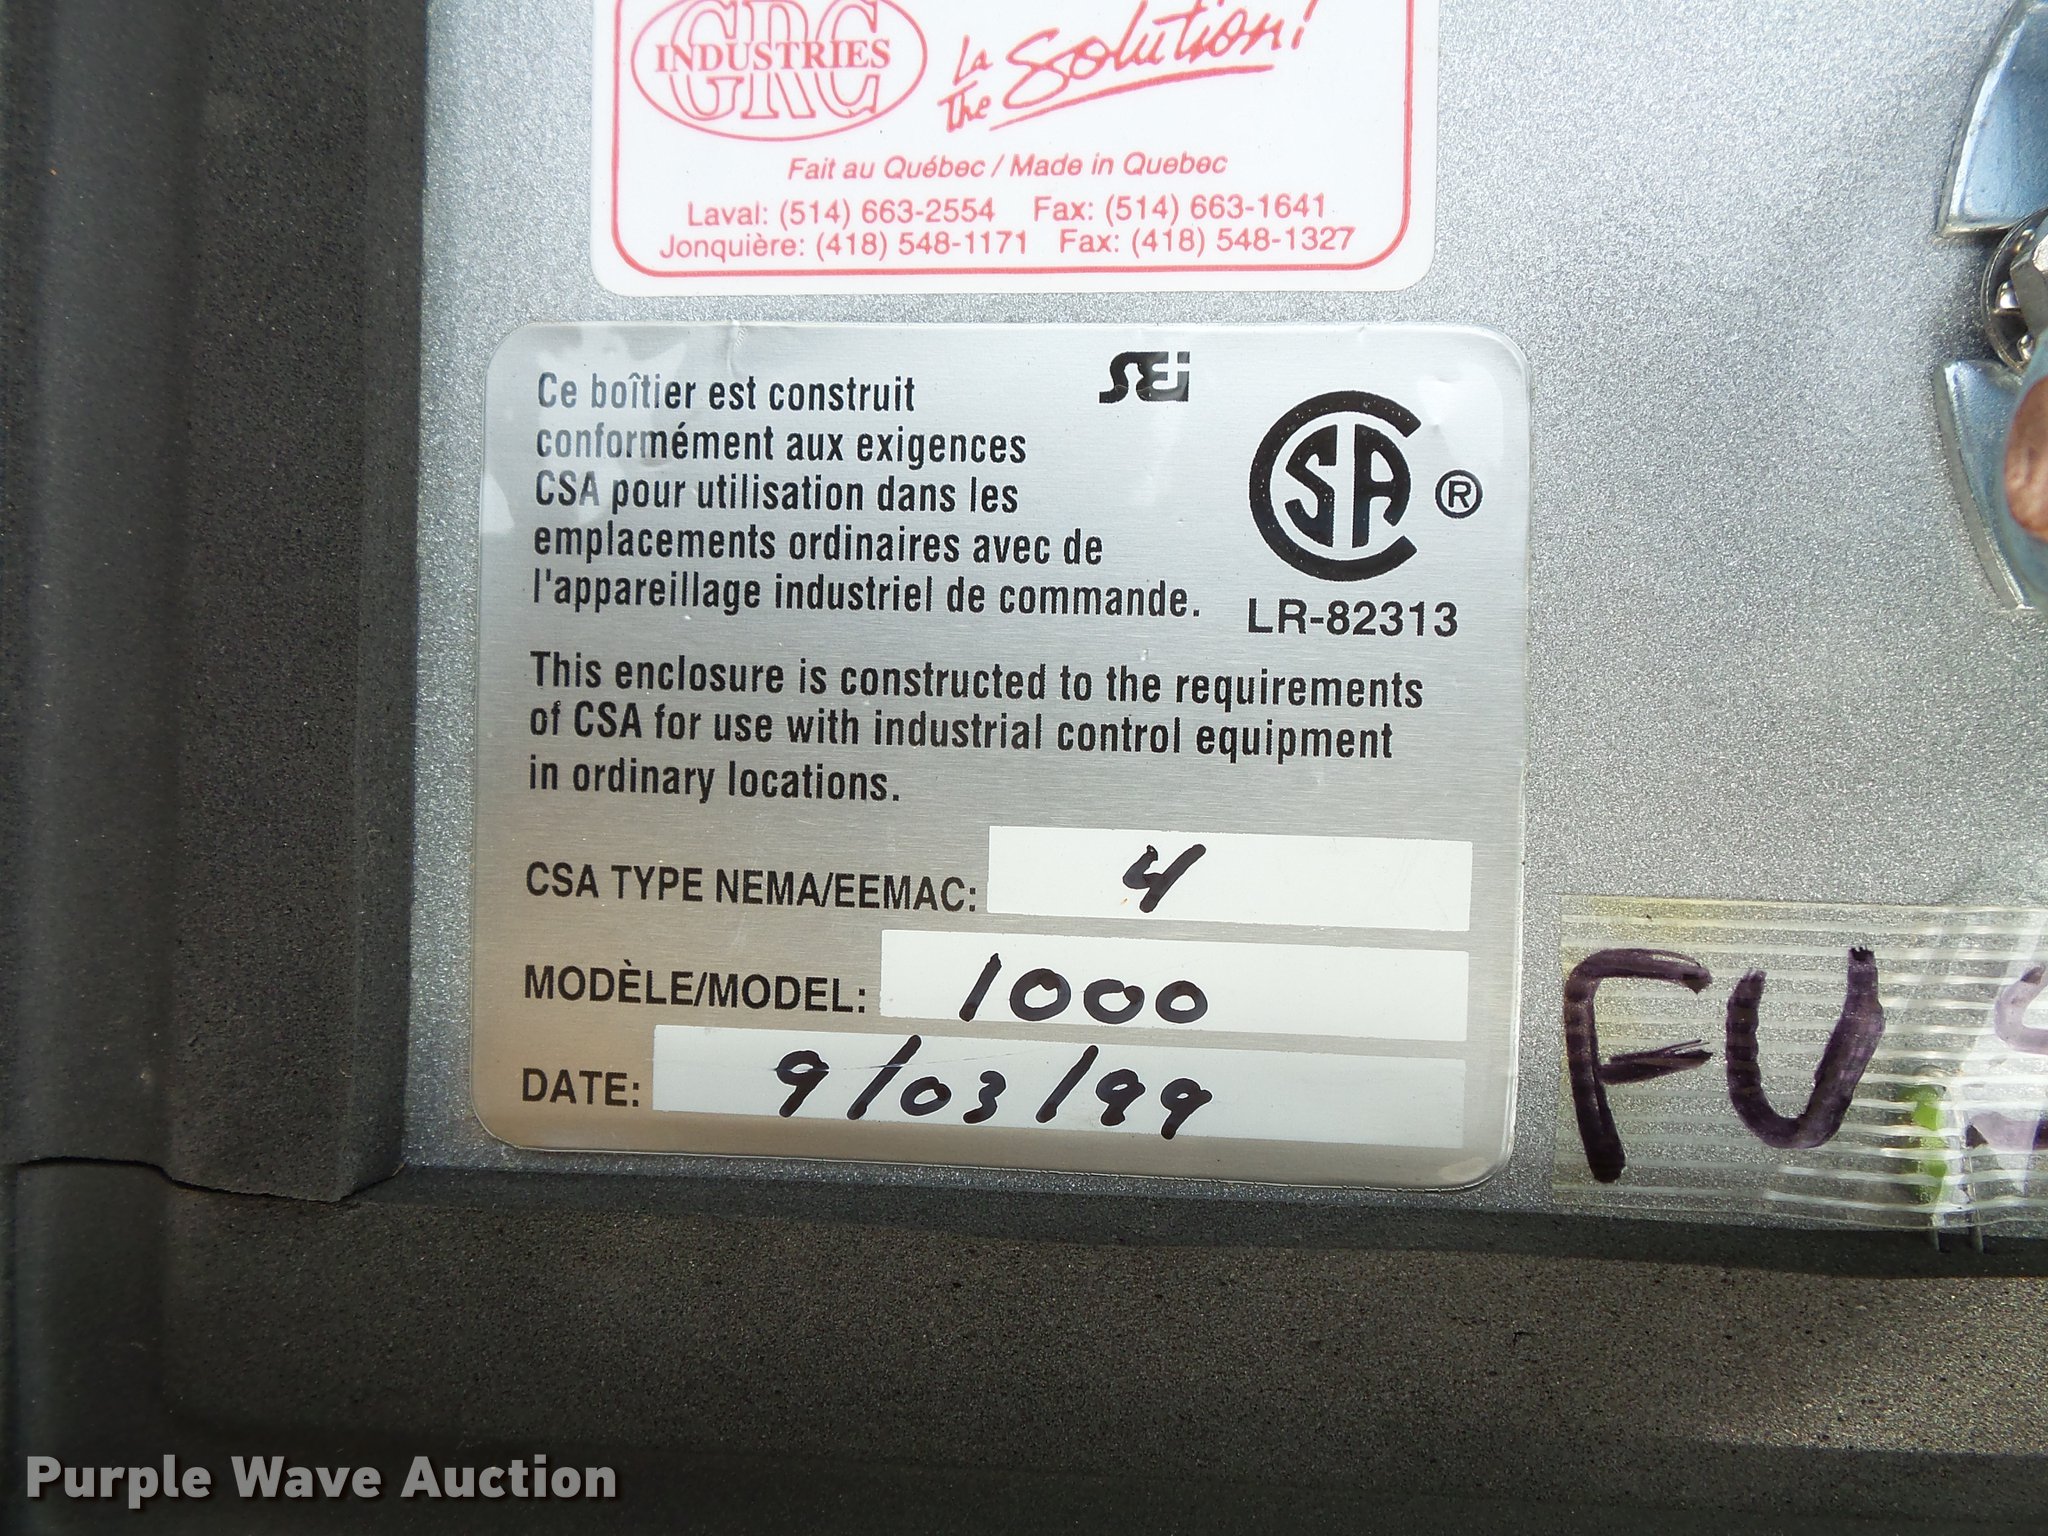 GRC
INDUSTRIES
La
The Solution!
Fait au Québec / Made in Quebec
Laval: (514) 663-2554 Fax: (514) 663-1641
Jonquière: (418) 548-1171 Fax: (418) 548-1327
Ce boîtier est construit
conformément aux exigences
CSA pour utilisation dans les
emplacements ordinaires avec de
l'appareillage industriel de commande.
SEi
CSA ®
LR-82313
This enclosure is constructed to the requirements
of CSA for use with industrial control equipment
in ordinary locations.
CSA TYPE NEMA/EEMAC: 4
MODÈLE/MODEL: 1000
DATE: 9/03/99
FU
Purple Wave Auction